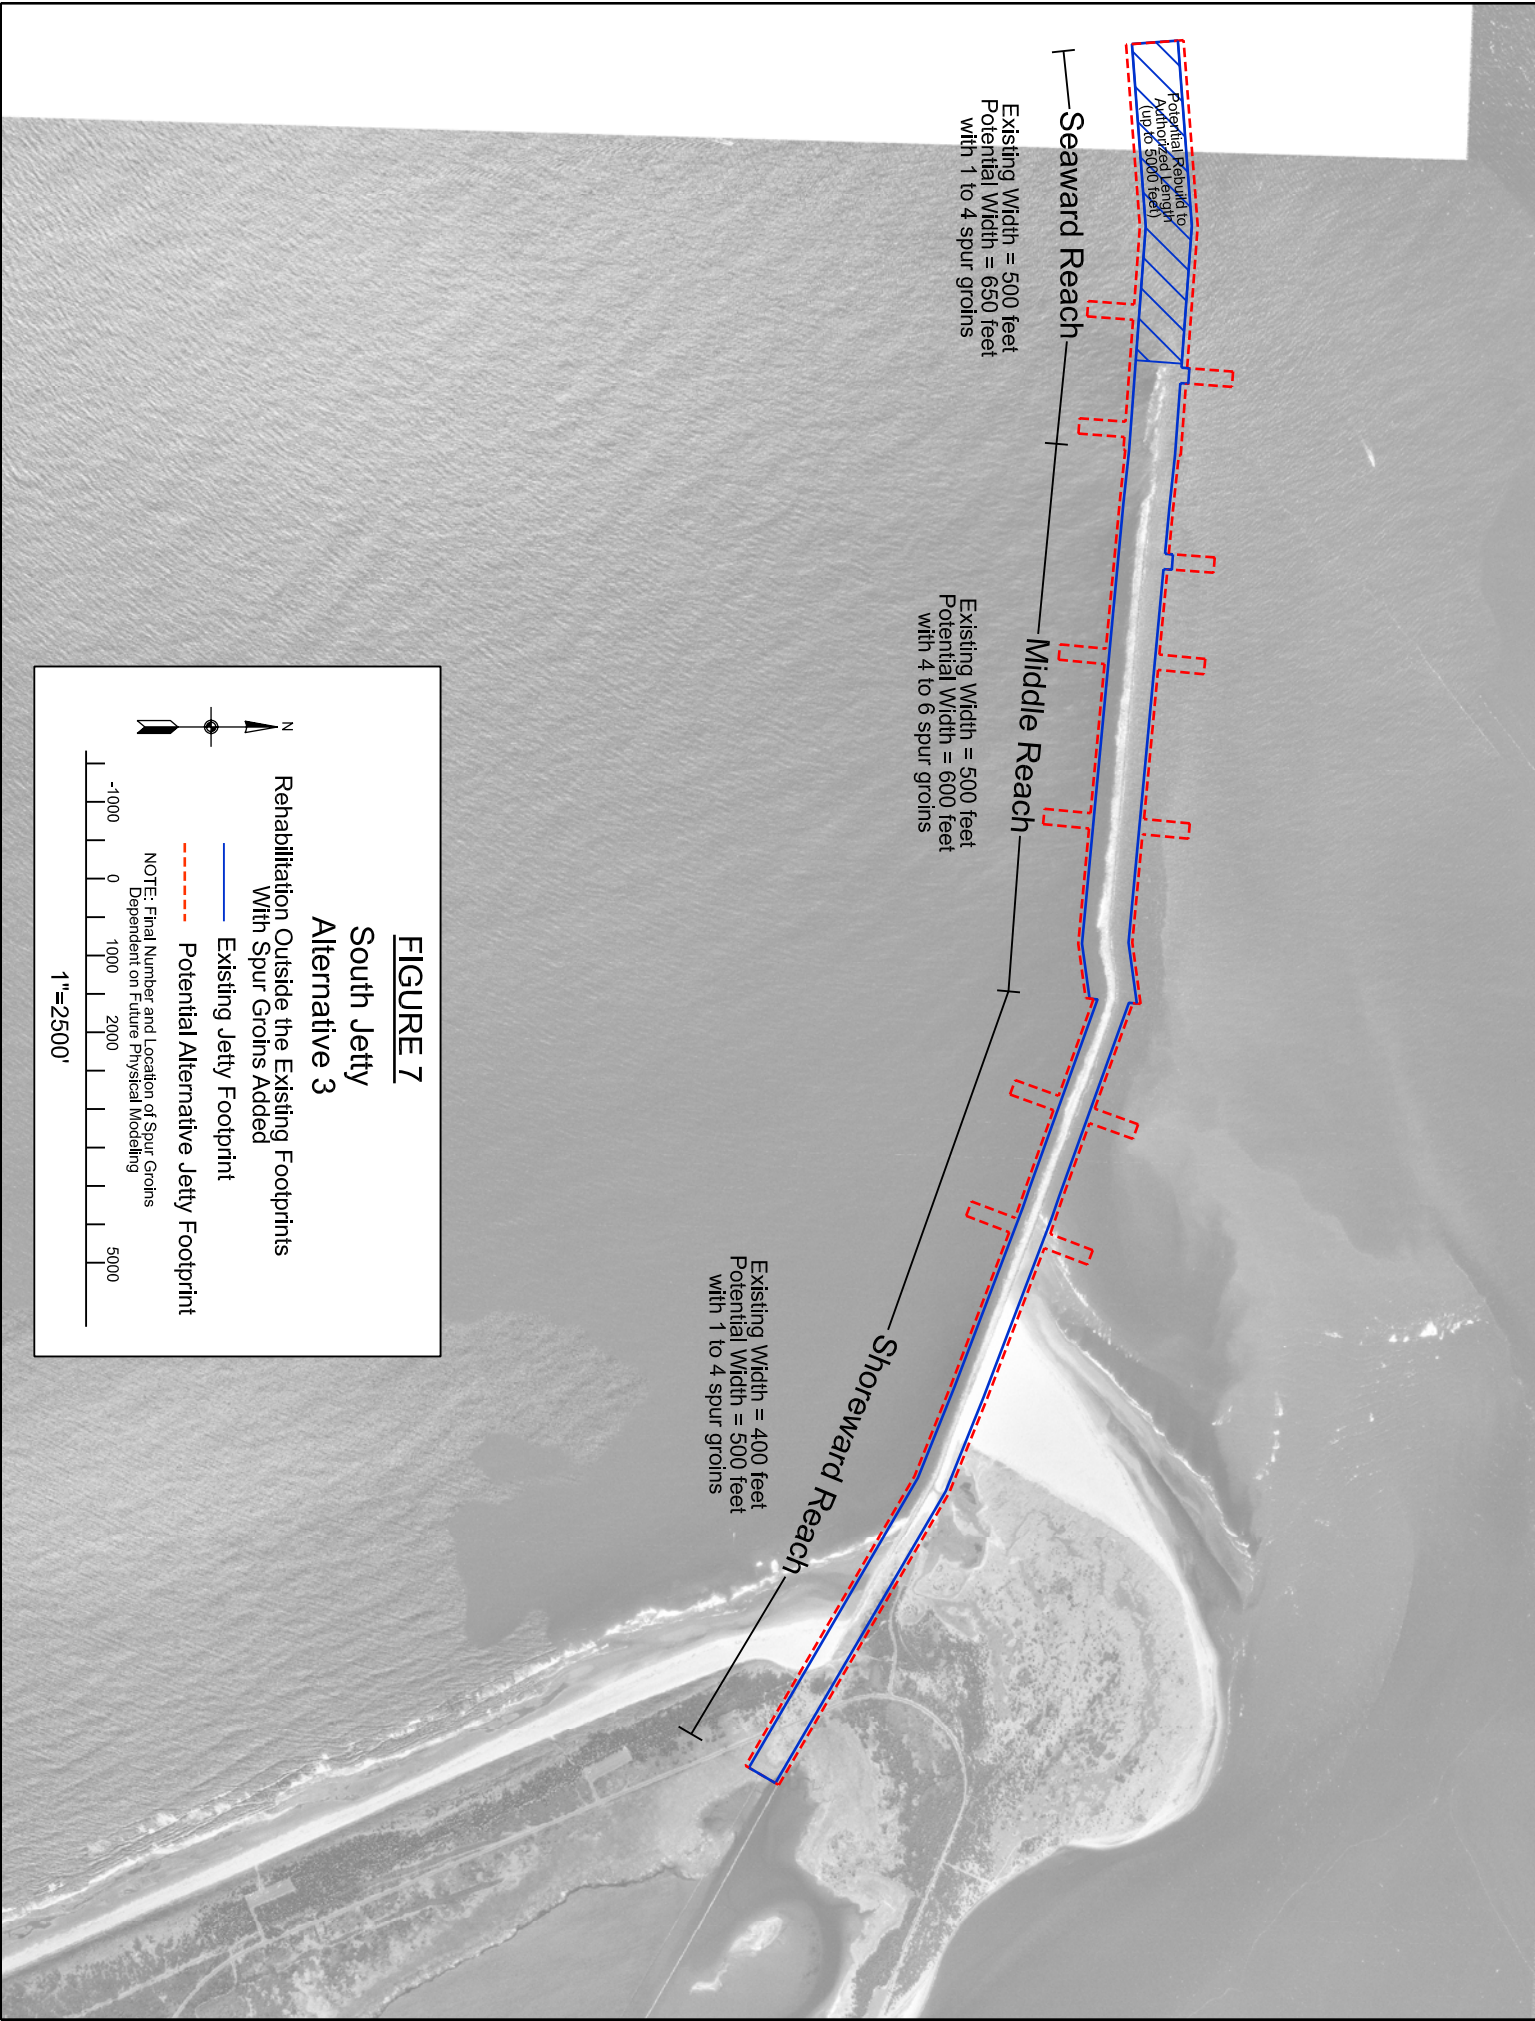 Potential Rebuild to
Authorized Length
(up to 5000 feet)
Seaward Reach
Existing Width = 500 feet
Potential Width = 650 feet
with 1 to 4 spur groins
Middle Reach
Existing Width = 500 feet
Potential Width = 600 feet
with 4 to 6 spur groins
Shoreward Reach
Existing Width = 400 feet
Potential Width = 500 feet
with 1 to 4 spur groins
FIGURE 7
South Jetty
Alternative 3
Rehabilitation Outside the Existing Footprints
With Spur Groins Added
N
Existing Jetty Footprint
Potential Alternative Jetty Footprint
NOTE: Final Number and Location of Spur Groins
Dependent on Future Physical Modeling
-1000 0 1000 2000 5000
1"=2500'